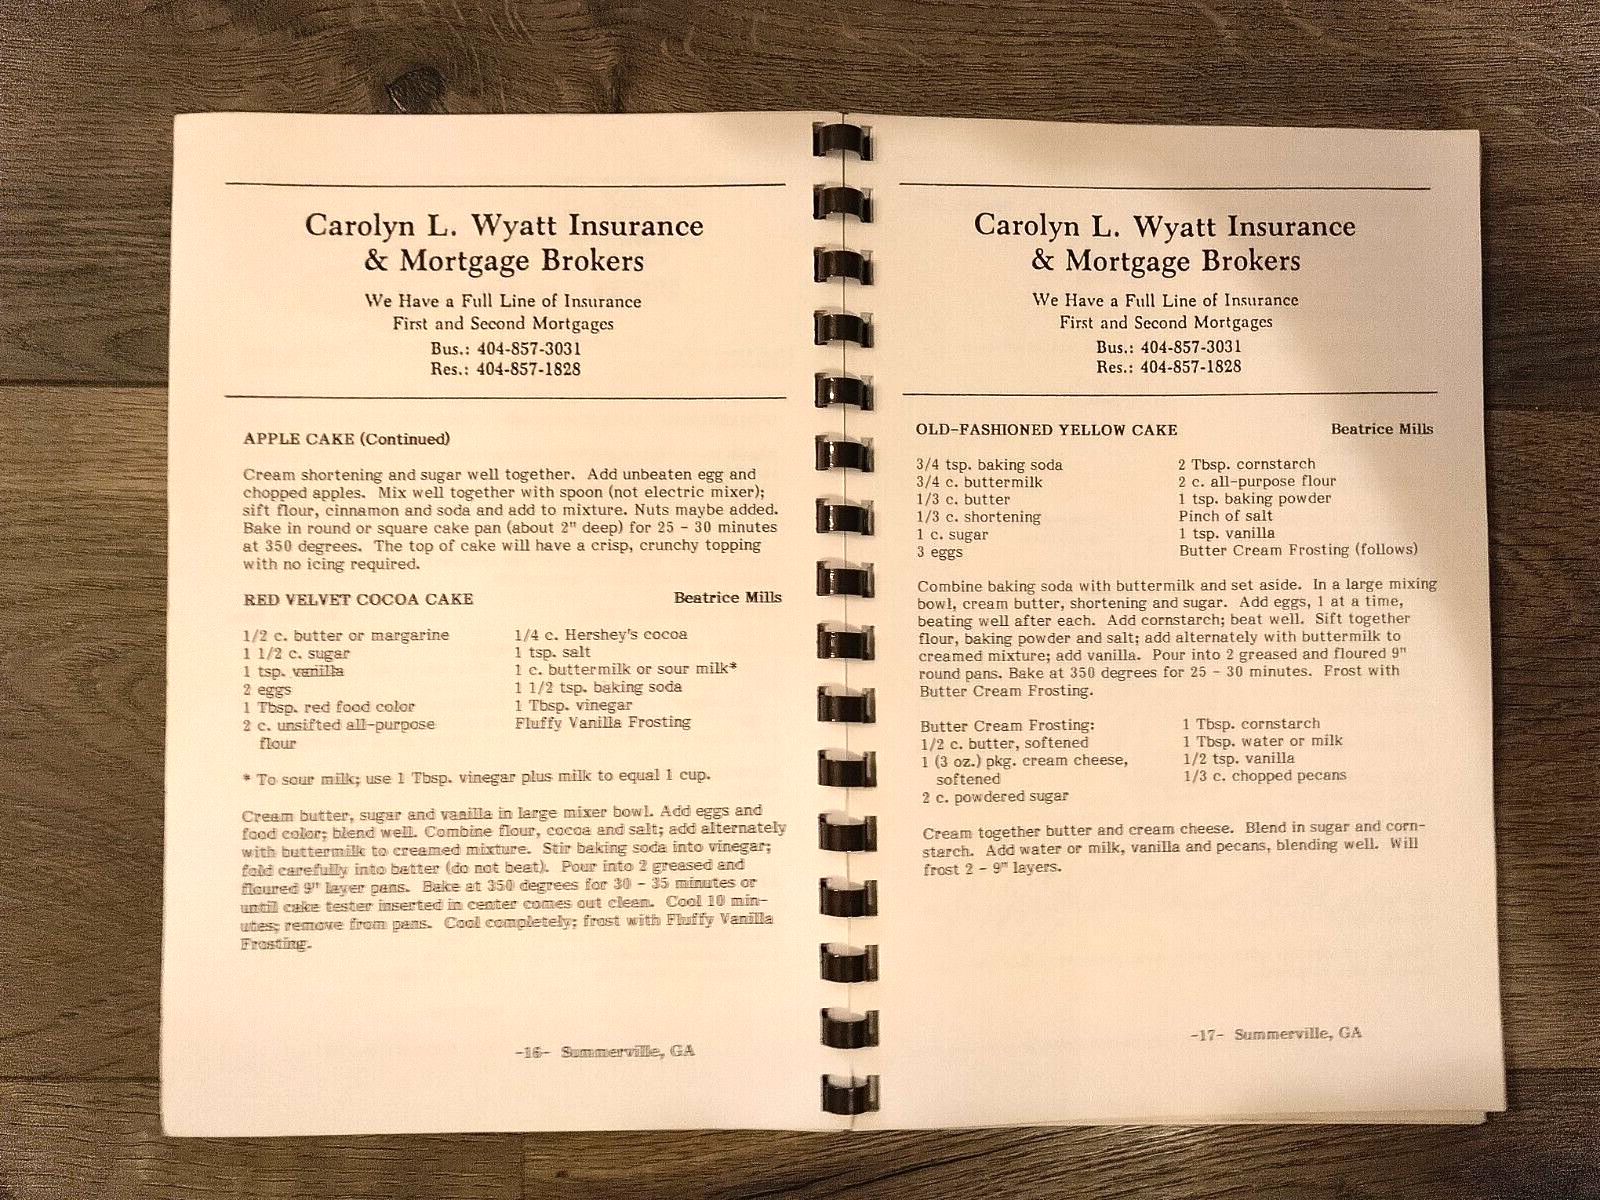 Carolyn L. Wyatt Insurance
& Mortgage Brokers
We Have a Full Line of Insurance
First and Second Mortgages
Bus.: 404-857-3031
Res.: 404-857-1828
APPLE CAKE (Continued)
Cream shortening and sugar well together. Add unbeaten egg and
chopped apples. Mix well together with spoon (not electric mixer);
sift flour, cinnamon and soda and add to mixture. Nuts maybe added.
Bake in round or square cake pan (about 2" deep) for 25 - 30 minutes
at 350 degrees. The top of cake will have a crisp, crunchy topping
with no icing required.
RED VELVET COCOA CAKE Beatrice Mills
1/2 c. butter or margarine
1 1/2 c. sugar
1 tsp. vanilla
2 eggs
1 Tbsp. red food color
2 c. unsifted all-purpose
flour
1/4 c. Hershey's cocoa
1 tsp. salt
1 c. buttermilk or sour milk*
1 1/2 tsp. baking soda
1 Tbsp. vinegar
Fluffy Vanilla Frosting
* To sour milk; use 1 Tbsp. vinegar plus milk to equal 1 cup.
Cream butter, sugar and vanilla in large mixer bowl. Add eggs and
food color; blend well. Combine flour, cocoa and salt; add alternately
with buttermilk to creamed mixture. Stir baking soda into vinegar;
fold carefully into batter (do not beat). Pour into 2 greased and
floured 9" layer pans. Bake at 350 degrees for 30 - 35 minutes or
until cake tester inserted in center comes out clean. Cool 10 min-
utes; remove from pans. Cool completely; frost with Fluffy Vanilla
Frosting.
-16- Summerville, GA
Carolyn L. Wyatt Insurance
& Mortgage Brokers
We Have a Full Line of Insurance
First and Second Mortgages
Bus.: 404-857-3031
Res.: 404-857-1828
OLD-FASHIONED YELLOW CAKE Beatrice Mills
3/4 tsp. baking soda
3/4 c. buttermilk
1/3 c. butter
1/3 c. shortening
1 c. sugar
3 eggs
2 Tbsp. cornstarch
2 c. all-purpose flour
1 tsp. baking powder
Pinch of salt
1 tsp. vanilla
Butter Cream Frosting (follows)
Combine baking soda with buttermilk and set aside. In a large mixing
bowl, cream butter, shortening and sugar. Add eggs, 1 at a time,
beating well after each. Add cornstarch; beat well. Sift together
flour, baking powder and salt; add alternately with buttermilk to
creamed mixture; add vanilla. Pour into 2 greased and floured 9"
round pans. Bake at 350 degrees for 25 - 30 minutes. Frost with
Butter Cream Frosting.
Butter Cream Frosting:
1/2 c. butter, softened
1 (3 oz.) pkg. cream cheese,
softened
2 c. powdered sugar
1 Tbsp. cornstarch
1 Tbsp. water or milk
1/2 tsp. vanilla
1/3 c. chopped pecans
Cream together butter and cream cheese. Blend in sugar and corn-
starch. Add water or milk, vanilla and pecans, blending well. Will
frost 2 - 9" layers.
-17- Summerville, GA